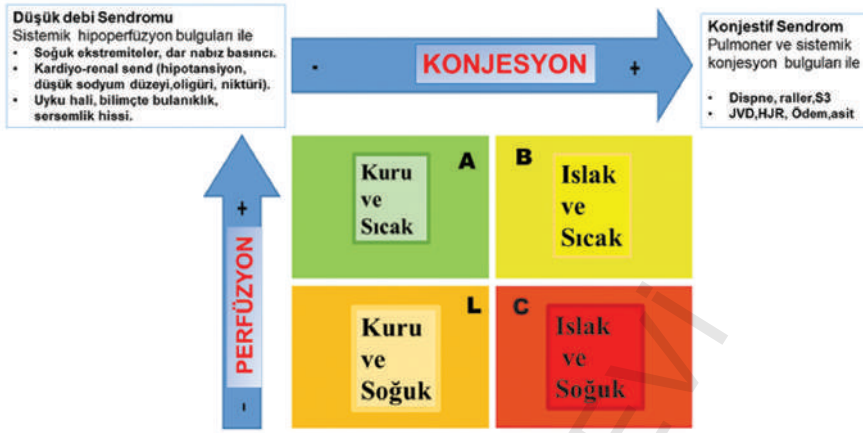 Düşük debi Sendromu
Sistemik hipoperfüzyon bulguları ile
• Soğuk ekstremiteler, dar nabız basıncı.
• Kardiyo-renal send (hipotansiyon,
düşük sodyum düzeyi,oligüri, niktüri).
• Uyku hali, bilimçte bulanıklık,
sersemlik hissi.
- KONJESYON +
Konjestif Sendrom
Pulmoner ve sistemik
konjesyon bulguları ile
• Dispne, raller,S3
• JVD,HJR, Ödem,asit
+
PERFÜZYON
-
A
Kuru
ve
Sıcak
B
Islak
ve
Sıcak
L
Kuru
ve
Soğuk
C
Islak
ve
Soğuk
EVİ